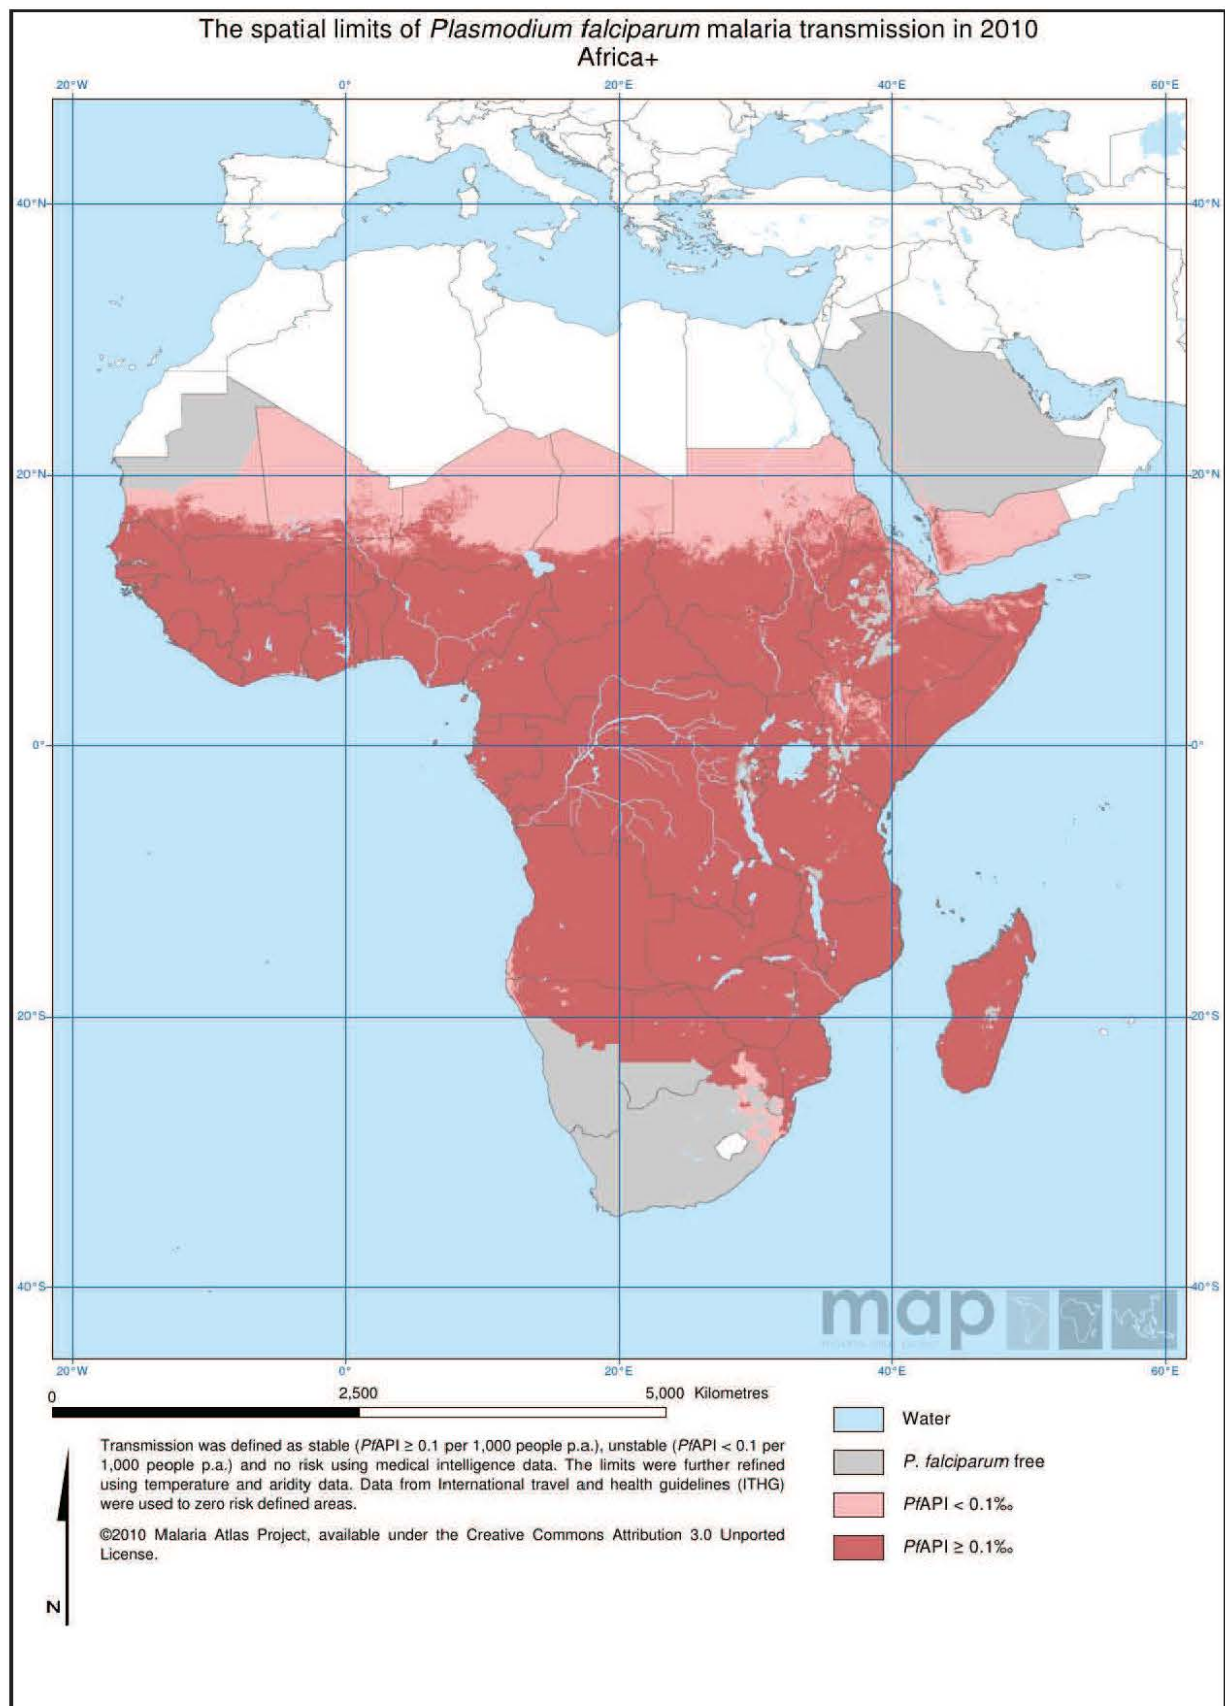 The spatial limits of Plasmodium falciparum malaria transmission in 2010
Africa+
20°W 0° 20°E 40°E 60°E
40°N 40°N
20°N 20°N
0° 0°
20°S 20°S
40°S 40°S
map
20°W 0° 20°E 40°E 60°E
0 2,500 5,000 Kilometres
Transmission was defined as stable (PfAPI ≥ 0.1 per 1,000 people p.a.), unstable (PfAPI < 0.1 per
1,000 people p.a.) and no risk using medical intelligence data. The limits were further refined
using temperature and aridity data. Data from International travel and health guidelines (ITHG)
were used to zero risk defined areas.
©2010 Malaria Atlas Project, available under the Creative Commons Attribution 3.0 Unported
License.
N
Water
P. falciparum free
PfAPI < 0.1‰
PfAPI ≥ 0.1‰